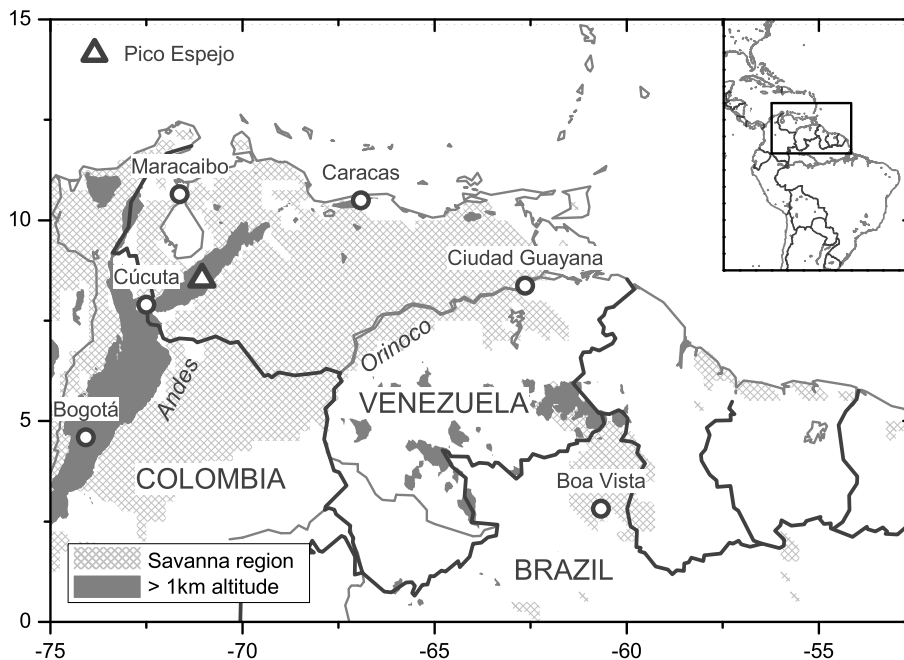 15
Pico Espejo
Maracaibo
Caracas
10
Ciudad Guayana
Cúcuta
Orinoco
Andes
VENEZUELA
Bogotá
5
COLOMBIA
Boa Vista
Savanna region
> 1km altitude
BRAZIL
0
-75
-70
-65
-60
-55